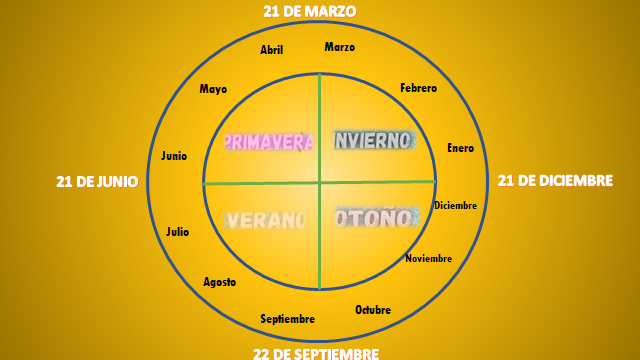 21 DE MARZO
Abril
Marzo
Mayo
Febrero
PRIMAVERA
INVIERNO
Junio
Enero
21 DE JUNIO
21 DE DICIEMBRE
Diciembre
VERANO
OTOÑO
Julio
Noviembre
Agosto
Octubre
Septiembre
22 DE SEPTIEMBRE